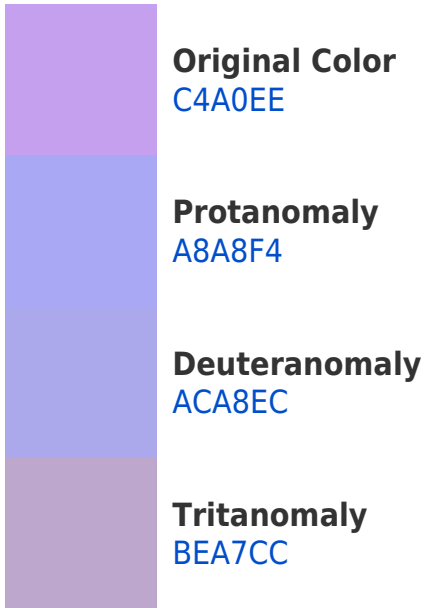 Original Color
C4A0EE
Protanomaly
A8A8F4
Deuteranomaly
ACA8EC
Tritanomaly
BEA7CC